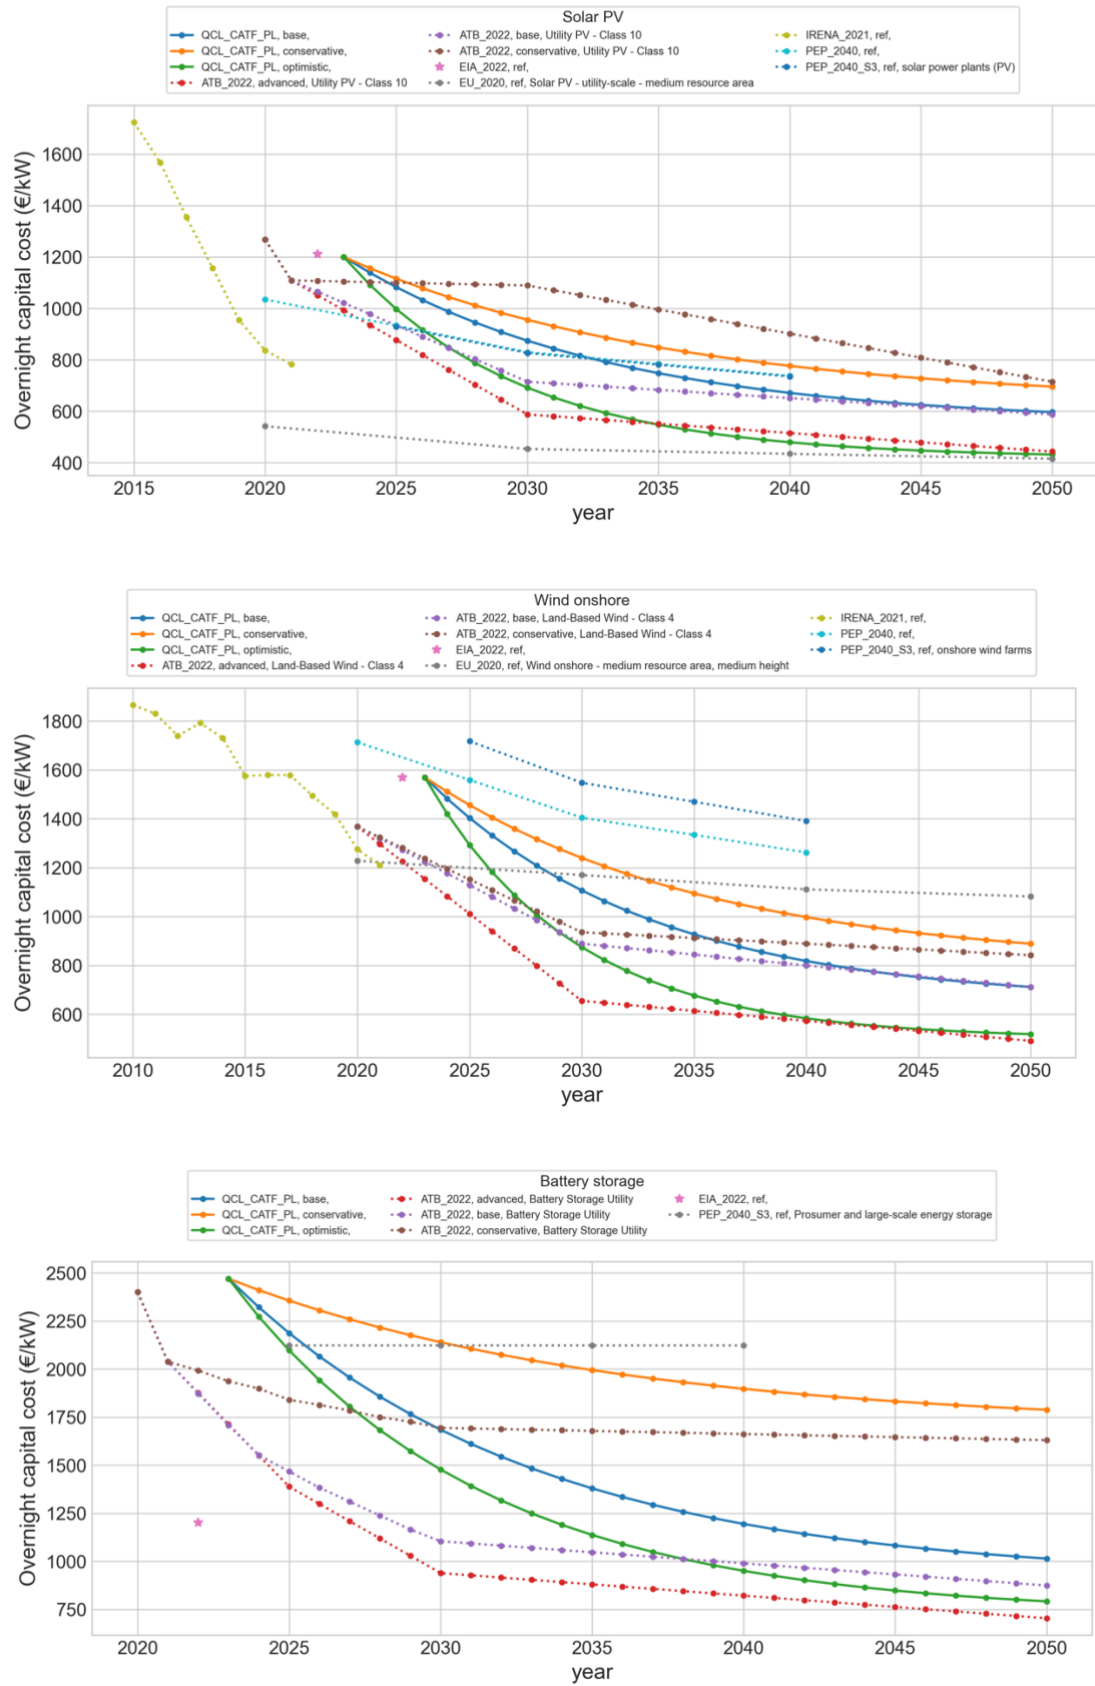 Solar PV
QCL_CATF_PL, base,
QCL_CATF_PL, conservative,
QCL_CATF_PL, optimistic,
ATB_2022, advanced, Utility PV - Class 10
ATB_2022, base, Utility PV - Class 10
ATB_2022, conservative, Utility PV - Class 10
EIA_2022, ref,
EU_2020, ref, Solar PV - utility-scale - medium resource area
IRENA_2021, ref,
PEP_2040, ref,
PEP_2040_S3, ref, solar power plants (PV)
Overnight capital cost (€/kW)
1600
1400
1200
1000
800
600
400
2015 2020 2025 2030 2035 2040 2045 2050
year
Wind onshore
QCL_CATF_PL, base,
QCL_CATF_PL, conservative,
QCL_CATF_PL, optimistic,
ATB_2022, advanced, Land-Based Wind - Class 4
ATB_2022, base, Land-Based Wind - Class 4
ATB_2022, conservative, Land-Based Wind - Class 4
EIA_2022, ref,
EU_2020, ref, Wind onshore - medium resource area, medium height
IRENA_2021, ref,
PEP_2040, ref,
PEP_2040_S3, ref, onshore wind farms
Overnight capital cost (€/kW)
1800
1600
1400
1200
1000
800
600
2010 2015 2020 2025 2030 2035 2040 2045 2050
year
Battery storage
QCL_CATF_PL, base,
QCL_CATF_PL, conservative,
QCL_CATF_PL, optimistic,
ATB_2022, advanced, Battery Storage Utility
ATB_2022, base, Battery Storage Utility
ATB_2022, conservative, Battery Storage Utility
EIA_2022, ref,
PEP_2040_S3, ref, Prosumer and large-scale energy storage
Overnight capital cost (€/kW)
2500
2250
2000
1750
1500
1250
1000
750
2020 2025 2030 2035 2040 2045 2050
year